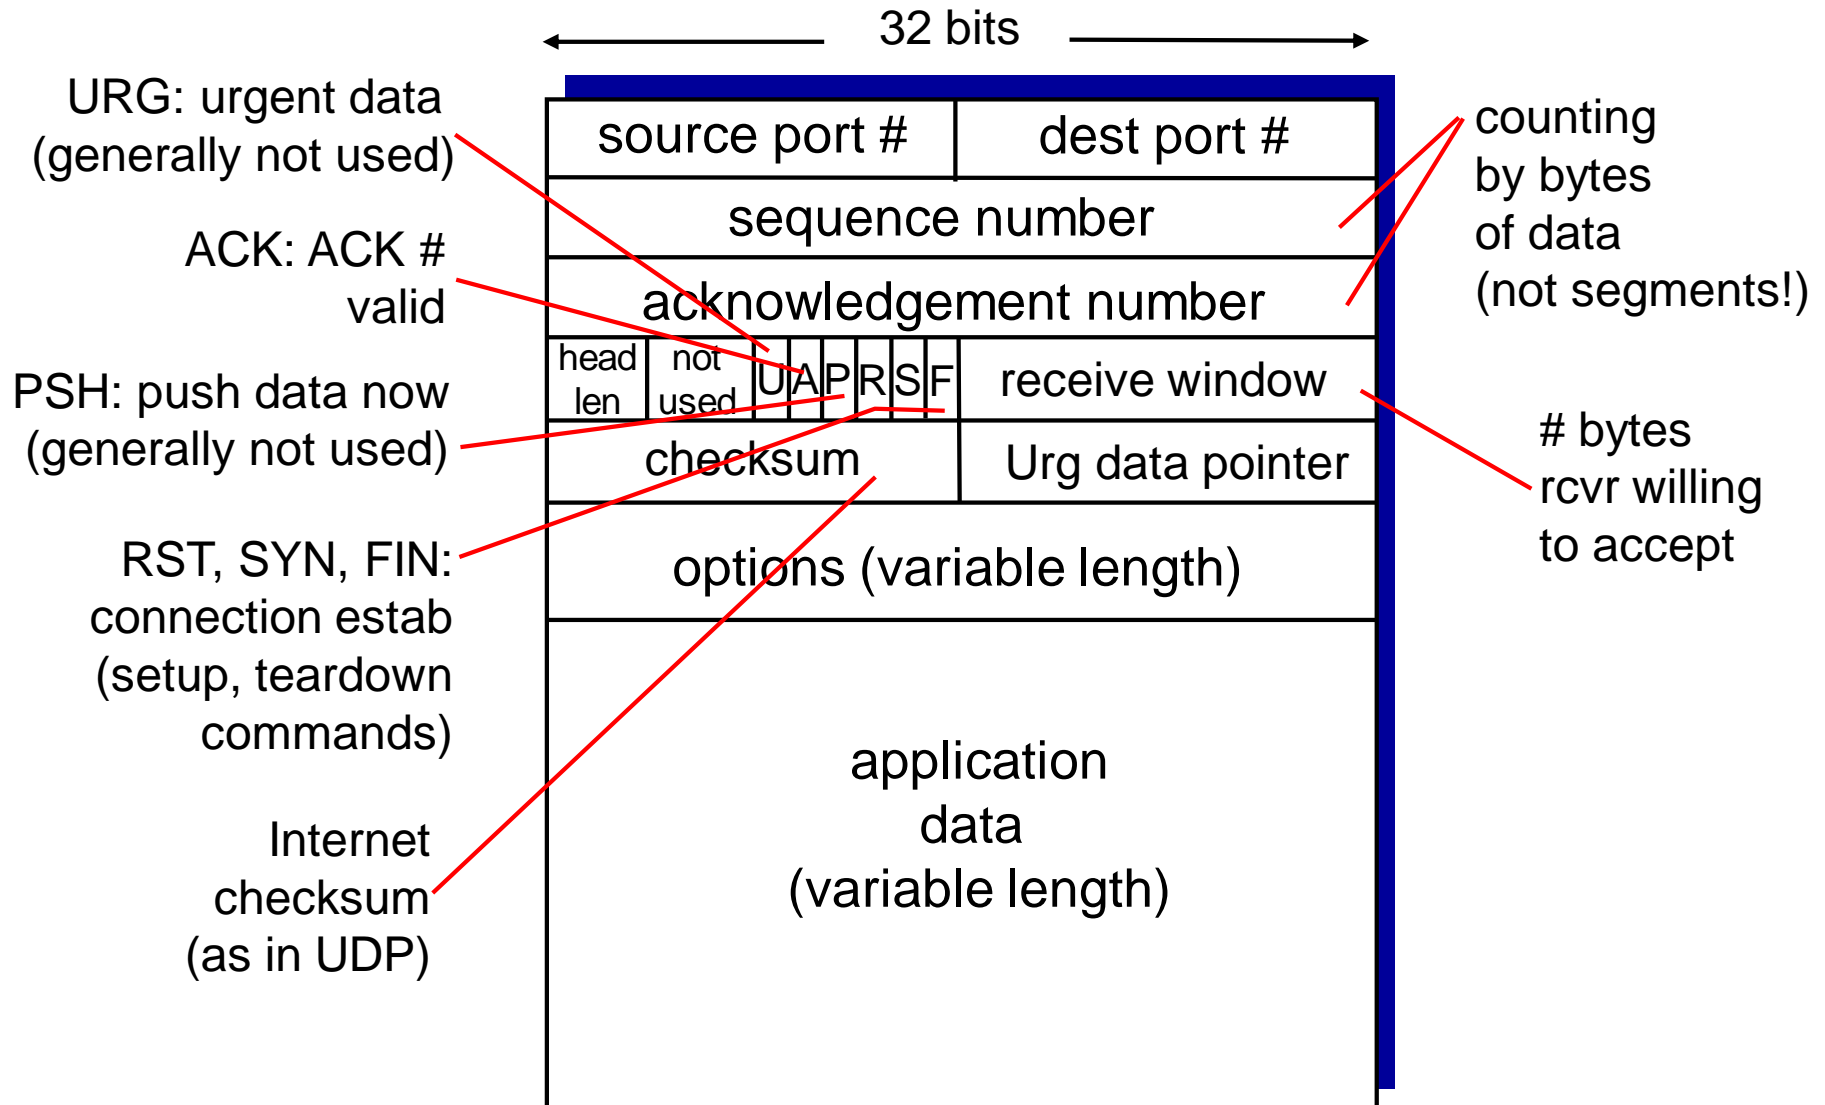 32 bits
URG: urgent data
(generally not used)
ACK: ACK #
valid
PSH: push data now
(generally not used)
RST, SYN, FIN:
connection estab
(setup, teardown
commands)
Internet
checksum
(as in UDP)
source port #
dest port #
sequence number
acknowledgement number
head
len
not
used
U
A
P
R
S
F
receive window
checksum
Urg data pointer
options (variable length)
application
data
(variable length)
counting
by bytes
of data
(not segments!)
# bytes
rcvr willing
to accept